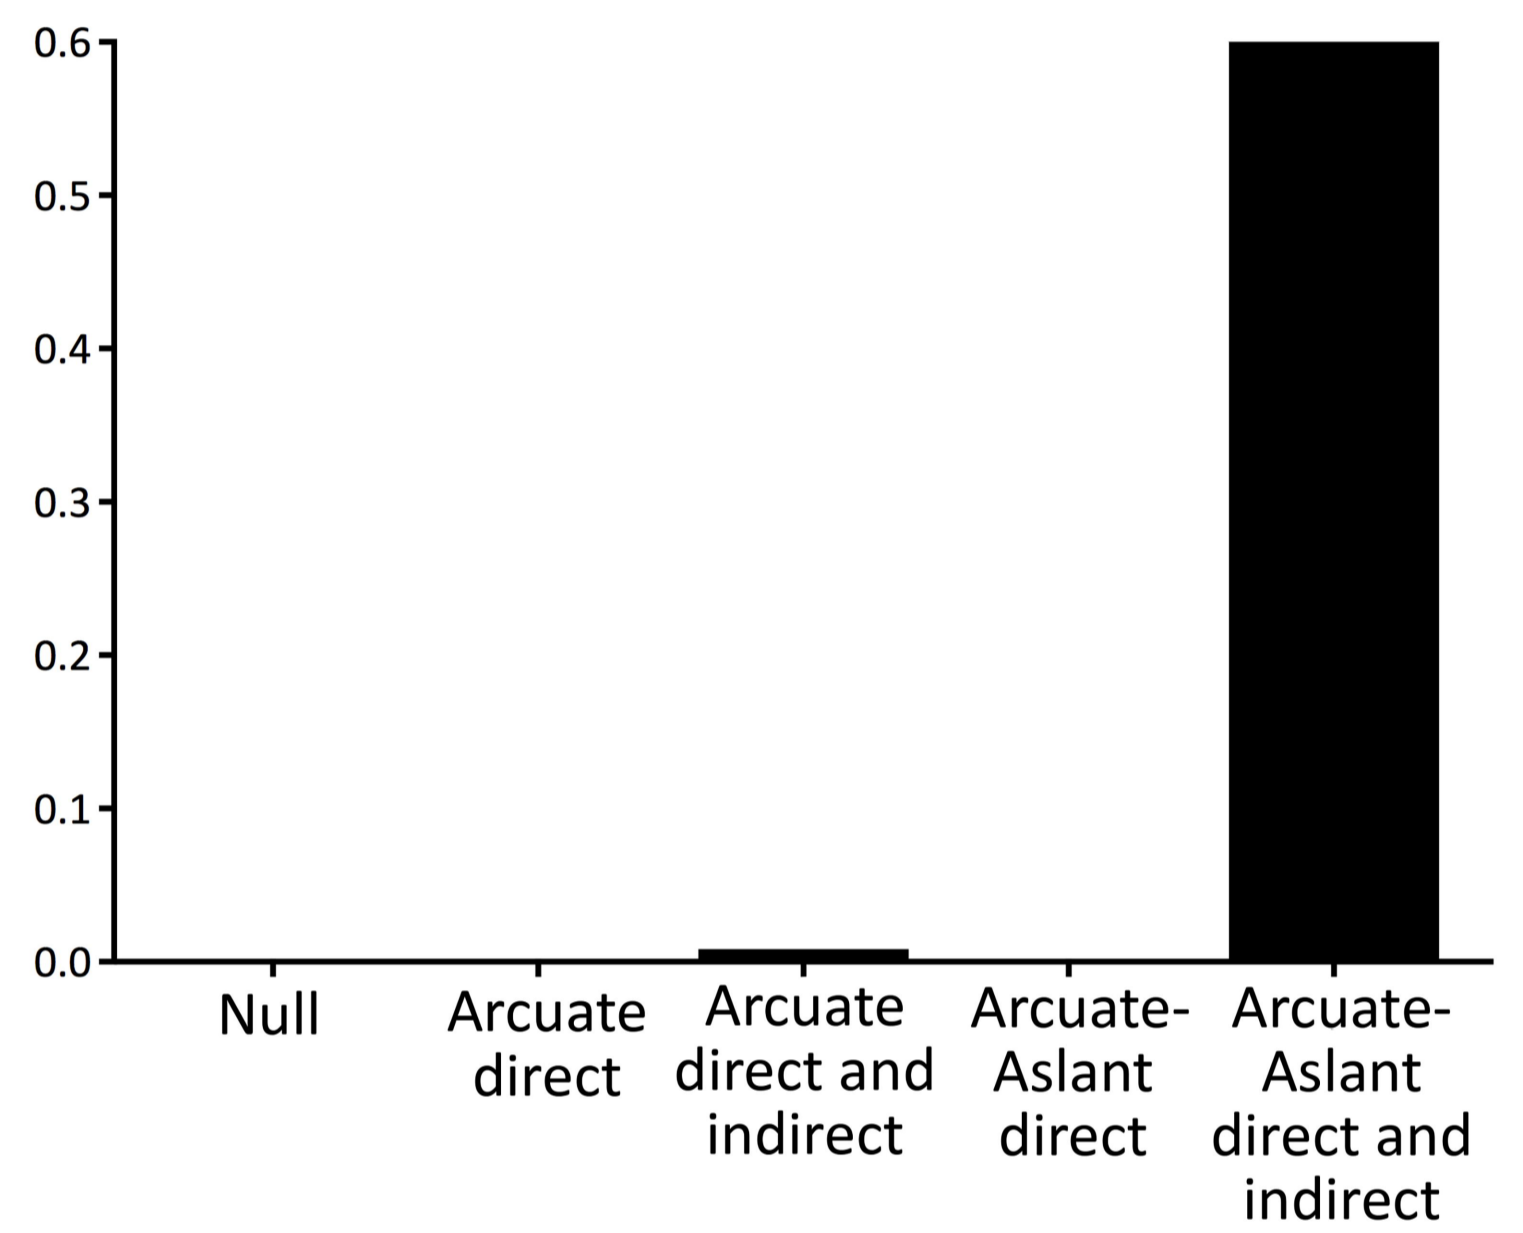 0.6
0.5
0.4
0.3
0.2
0.1
0.0
Null
Arcuate
direct
Arcuate
direct and
indirect
Arcuate-
Aslant
direct
Arcuate-
Aslant
direct and
indirect